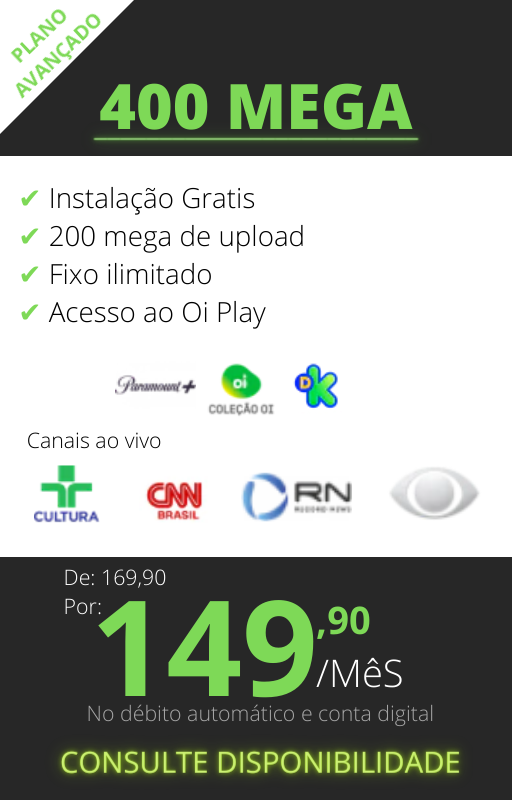 PLANO
AVANÇADO
400 MEGA
✔ Instalação Gratis
✔ 200 mega de upload
✔ Fixo ilimitado
✔ Acesso ao Oi Play
Paramount+
oi
COLEÇÃO OI
DK
Canais ao vivo
CULTURA
CNN
BRASIL
RN
RECORD NEWS
De: 169,90
Por:
149,90
/MêS
No débito automático e conta digital
CONSULTE DISPONIBILIDADE